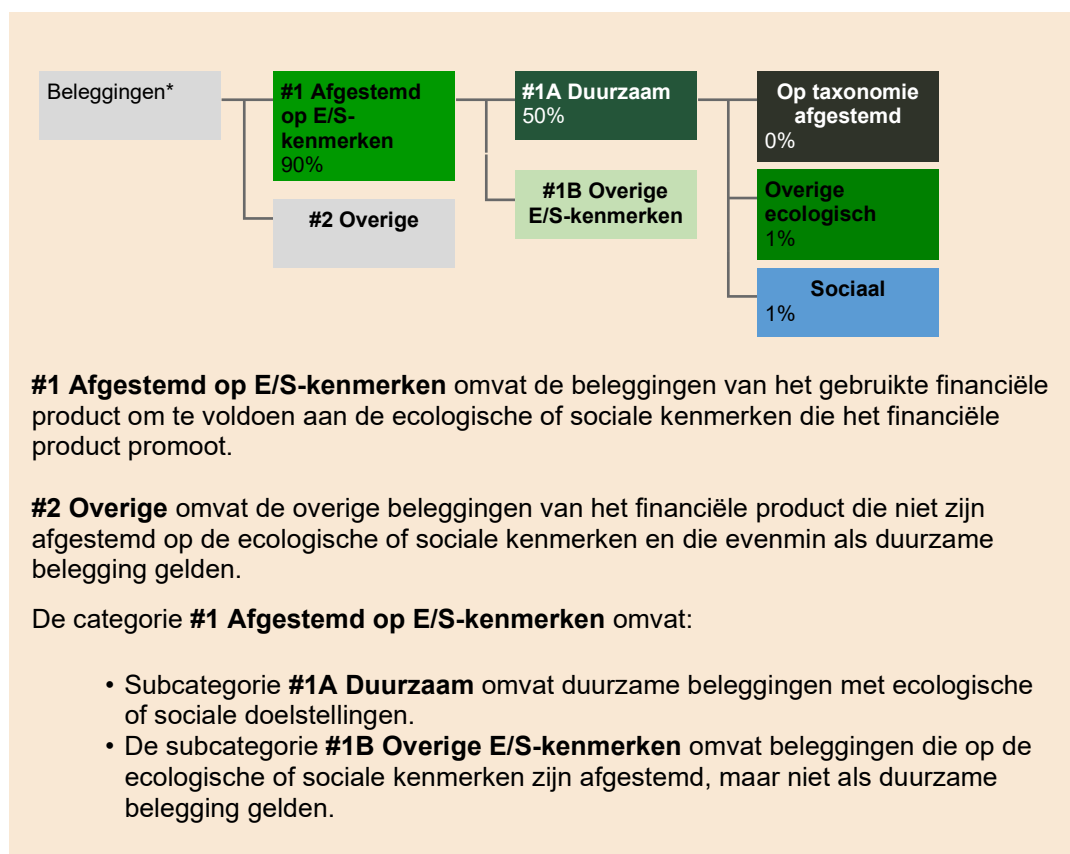 Beleggingen*
#1 Afgestemd
op E/S-
kenmerken
90%
#2 Overige
#1A Duurzaam
50%
#1B Overige
E/S-kenmerken
Op taxonomie
afgestemd
0%
Overige
ecologisch
1%
Sociaal
1%
#1 Afgestemd op E/S-kenmerken omvat de beleggingen van het gebruikte financiële
product om te voldoen aan de ecologische of sociale kenmerken die het financiële
product promoot.
#2 Overige omvat de overige beleggingen van het financiële product die niet zijn
afgestemd op de ecologische of sociale kenmerken en die evenmin als duurzame
belegging gelden.
De categorie #1 Afgestemd op E/S-kenmerken omvat:
• Subcategorie #1A Duurzaam omvat duurzame beleggingen met ecologische
of sociale doelstellingen.
• De subcategorie #1B Overige E/S-kenmerken omvat beleggingen die op de
ecologische of sociale kenmerken zijn afgestemd, maar niet als duurzame
belegging gelden.